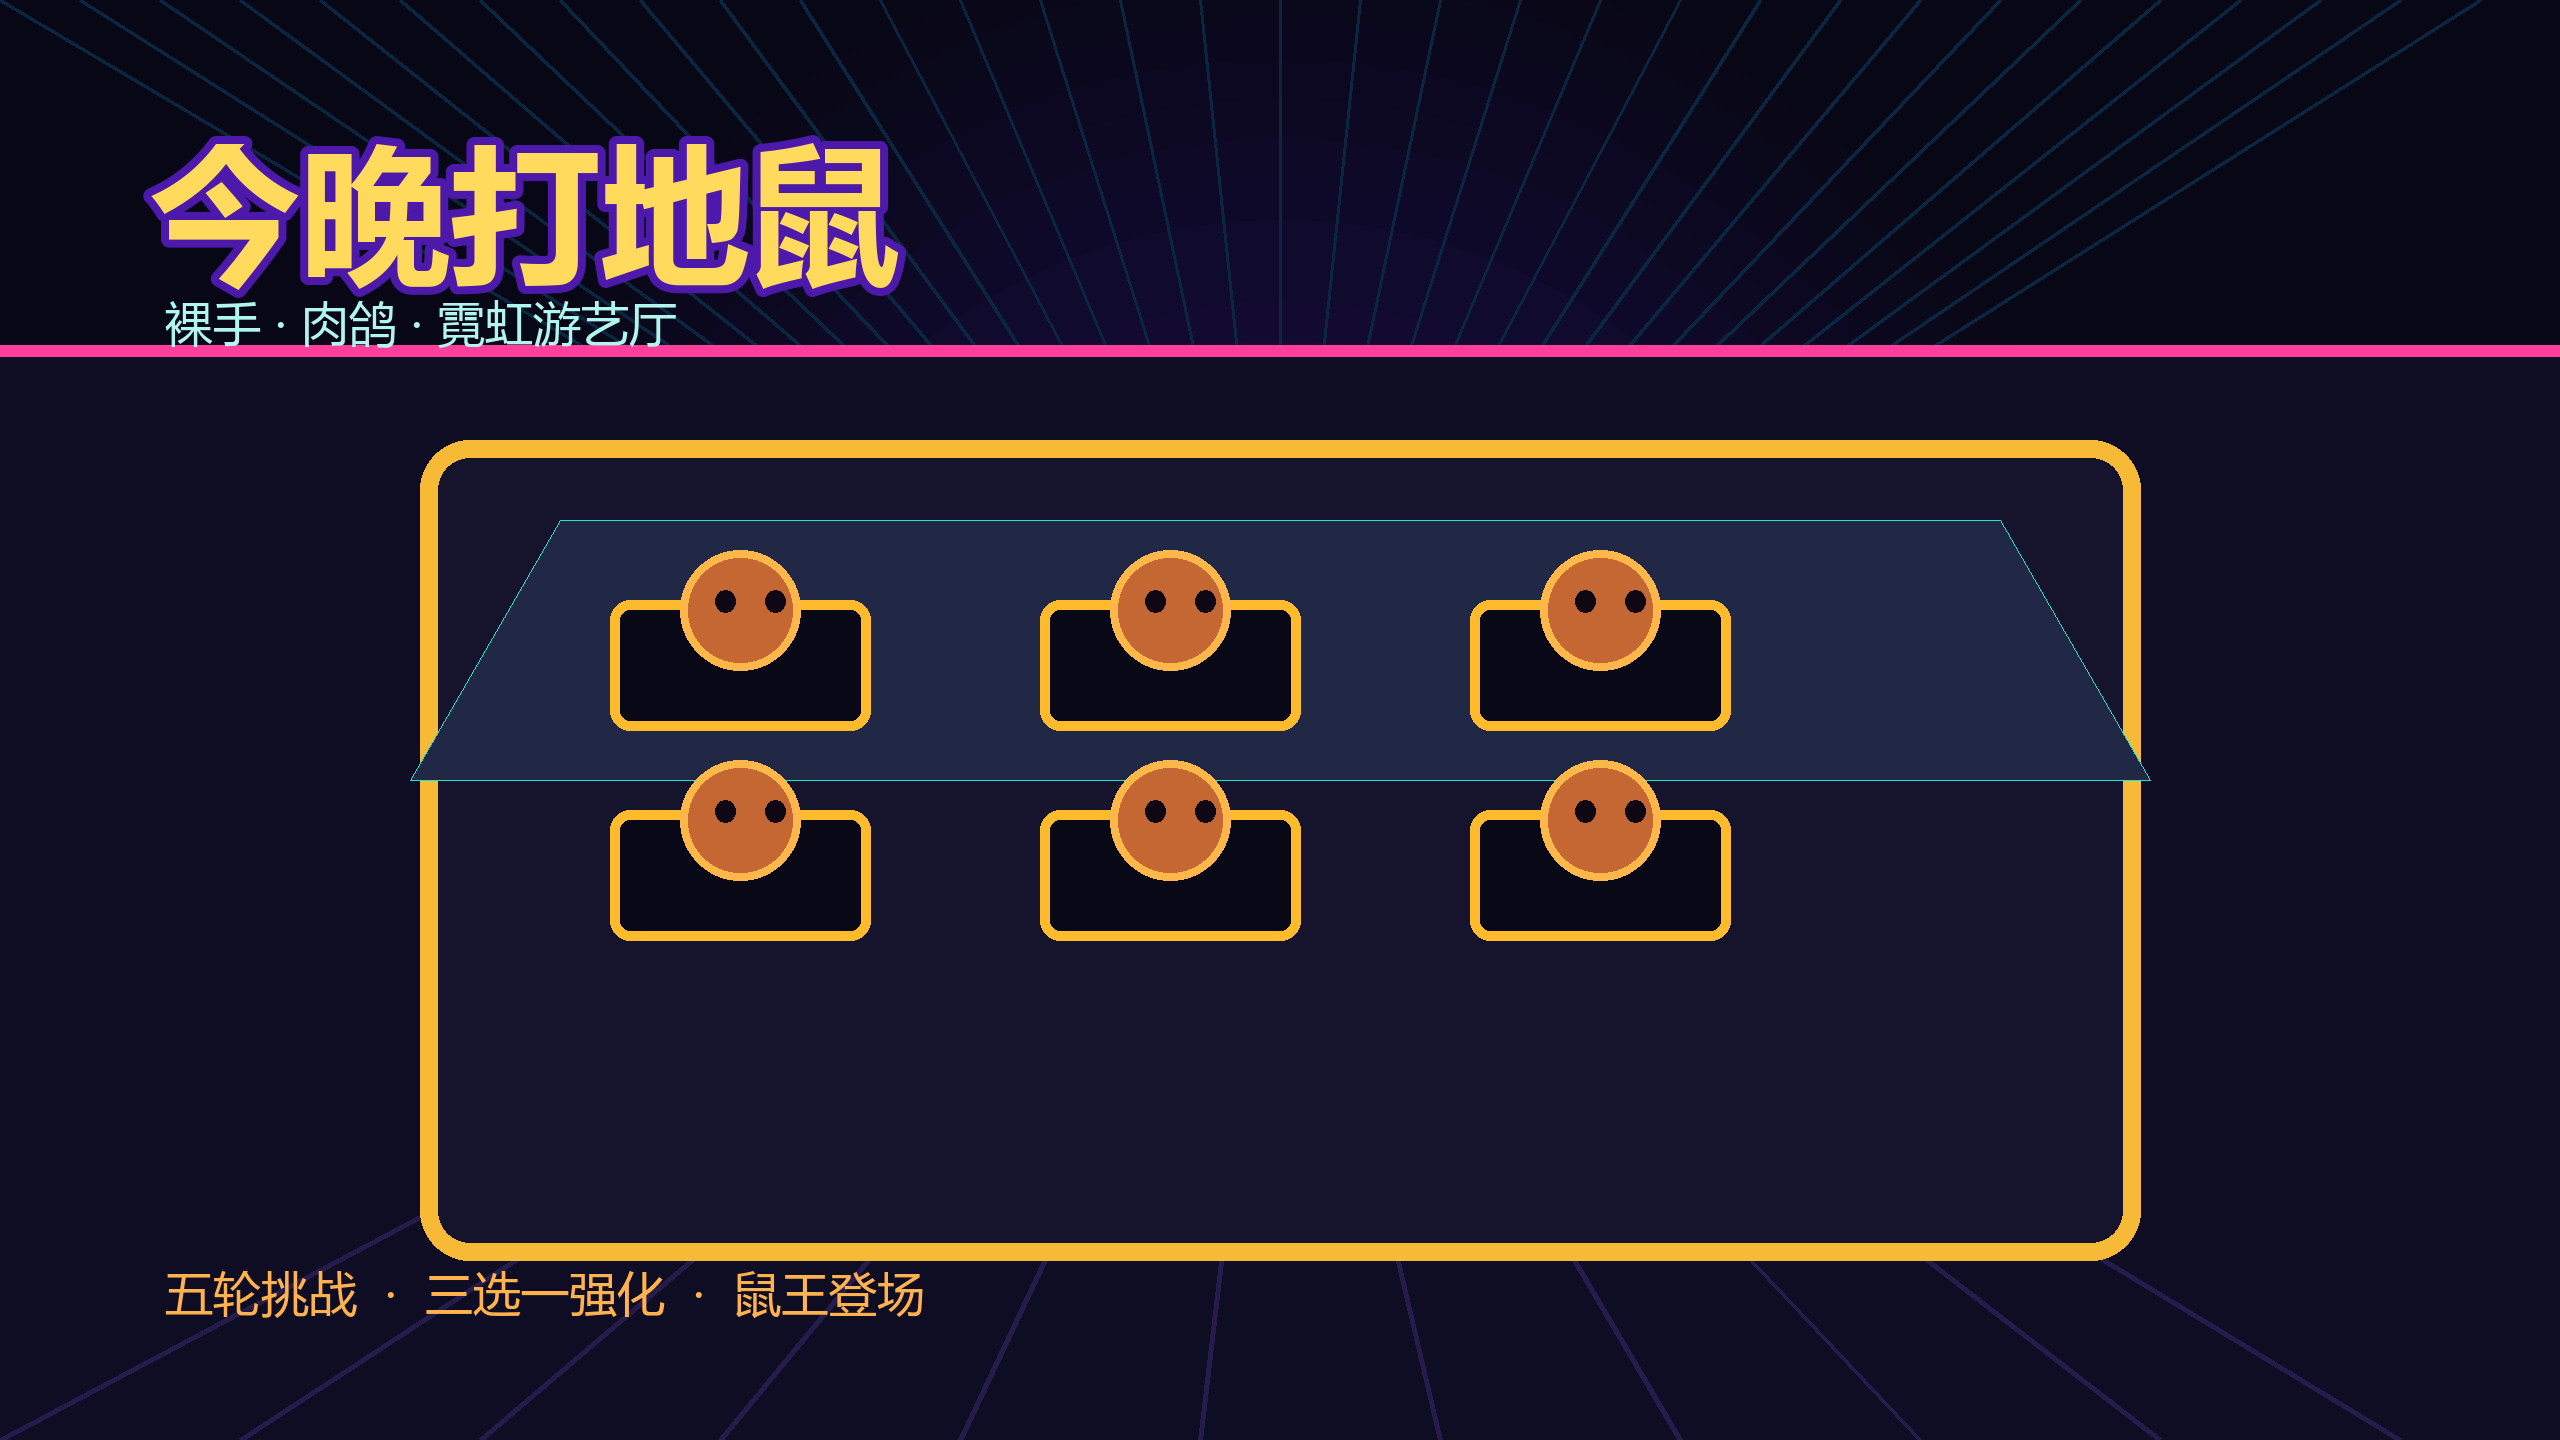 今晚打地鼠
裸手 · 肉鸽 · 霓虹游艺厅
五轮挑战 · 三选一强化 · 鼠王登场